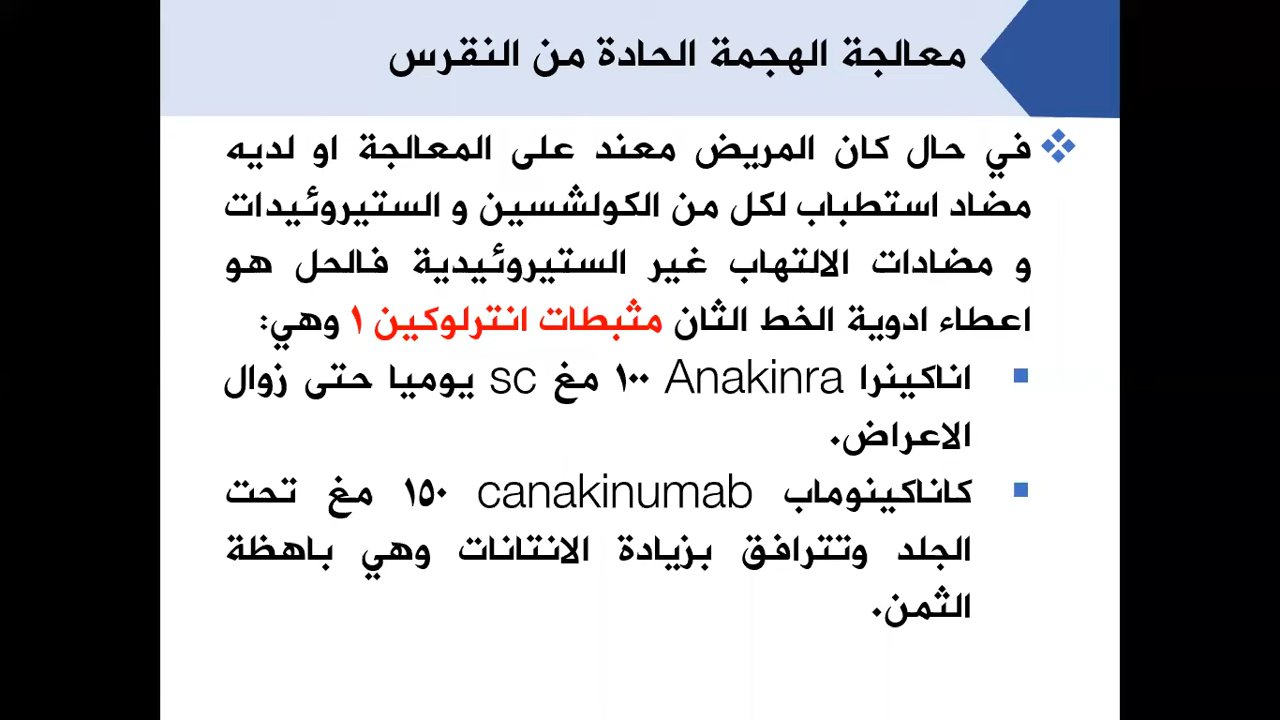 معالجة الهجمة الحادة من النقرس
في حال كان المريض معند على المعالجة او لديه
مضاد استطباب لكل من الكولشسين و الستيروئيدات
و مضادات الالتهاب غير الستيروئيدية فالحل هو
اعطاء ادوية الخط الثان مثبطات انترلوكين ١ وهي:
اناكينرا Anakinra ١٠٠ مغ sc يوميا حتى زوال
الاعراض.
كاناكينوماب canakinumab ١٥٠ مغ تحت
الجلد وتترافق بزيادة الانتانات وهي باهظة
الثمن.